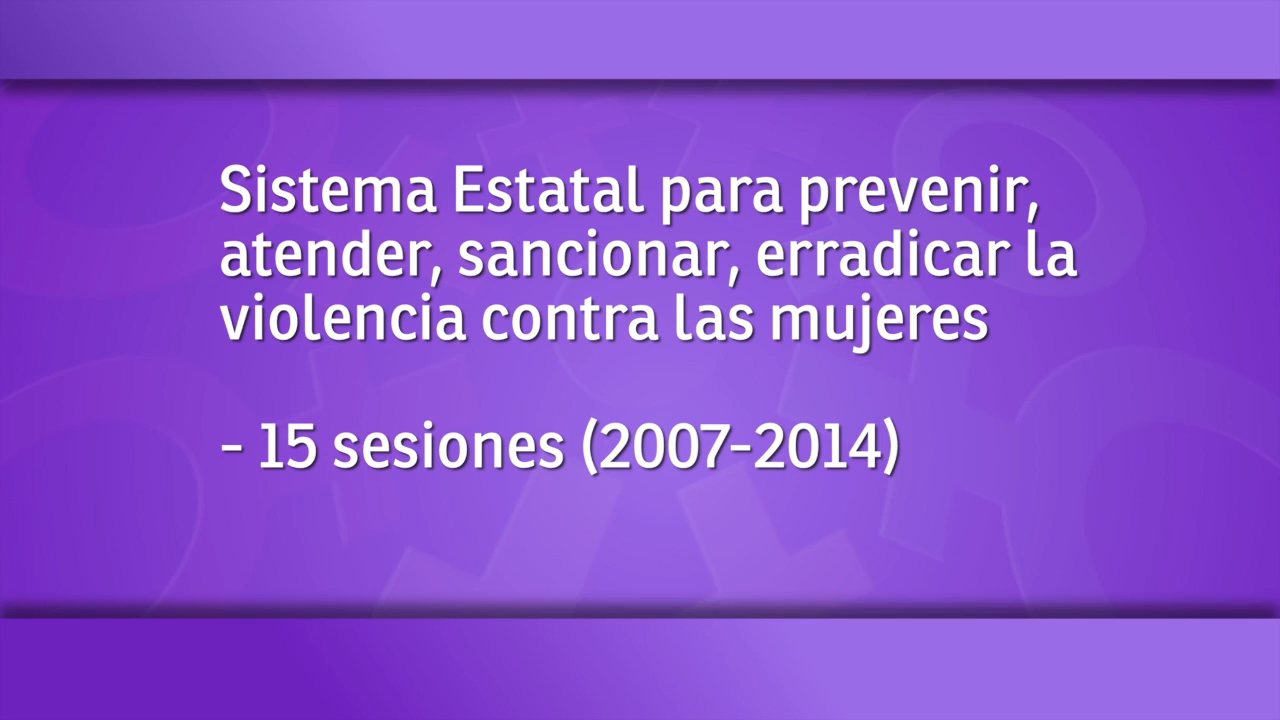 Sistema Estatal para prevenir,
atender, sancionar, erradicar la
violencia contra las mujeres
- 15 sesiones (2007-2014)